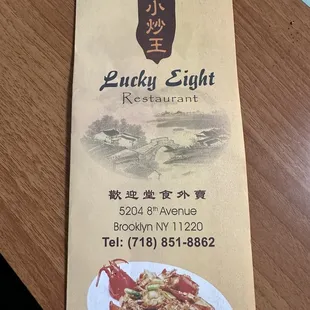 小炒王
Lucky Eight
Restaurant
歡迎堂食外賣
5204 8th Avenue
Brooklyn NY 11220
Tel: (718) 851-8862